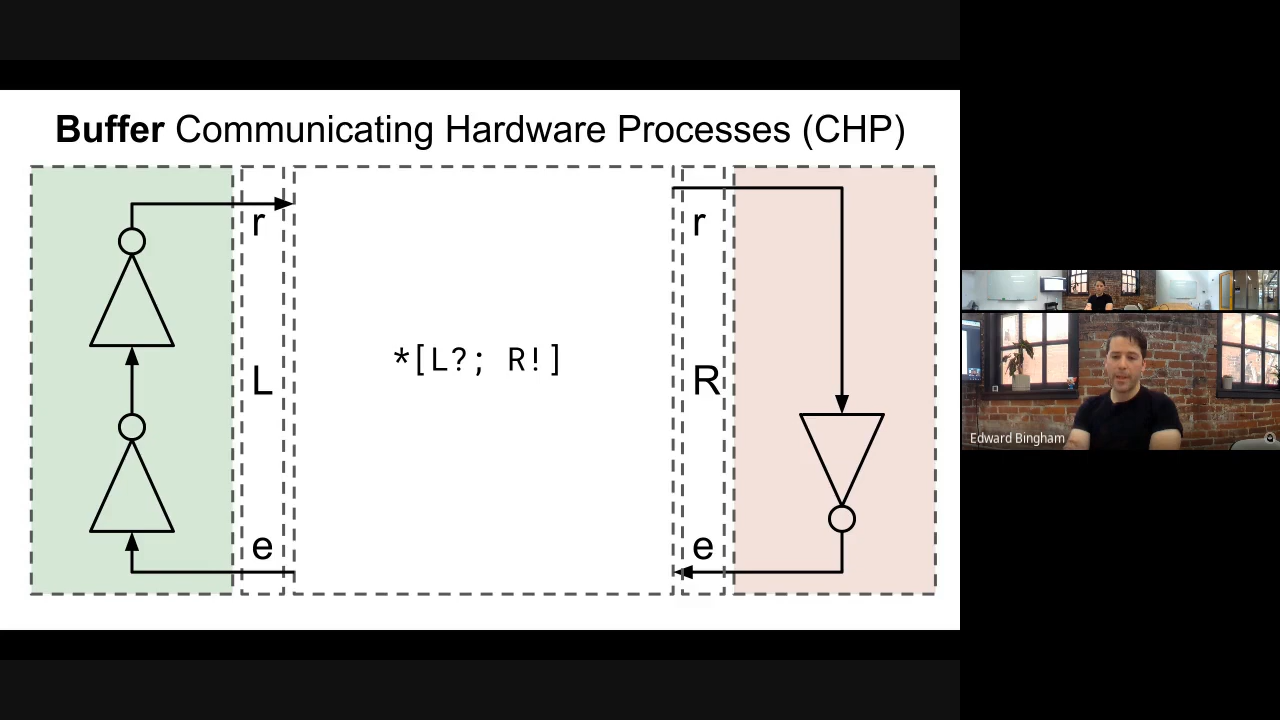 Buffer Communicating Hardware Processes (CHP)
r
r
*[L?; R!]
L
R
e
e
Edward Bingham